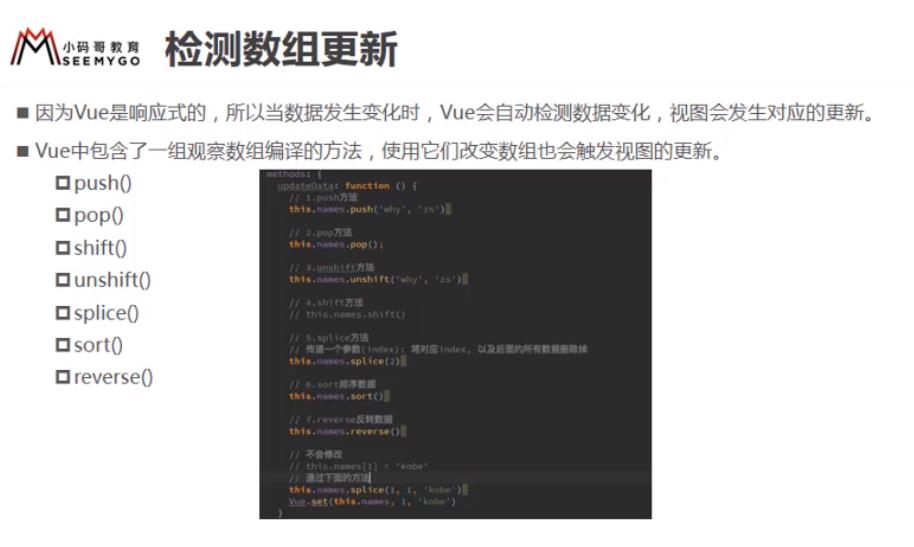 小码哥教育
SEEMYGO
检测数组更新
■ 因为Vue是响应式的，所以当数据发生变化时，Vue会自动检测数据变化，视图会发生对应的更新。
■ Vue中包含了一组观察数组编译的方法，使用它们改变数组也会触发视图的更新。
push()
pop()
shift()
unshift()
splice()
sort()
reverse()
methods: {
updateData: function () {
// 1.push方法
this.names.push('why', 'zs')
// 2.pop方法
this.names.pop();
// 3.unshift方法
this.names.unshift('why', 'zs')
// 4.shift方法
// this.names.shift()
// 5.splice方法
// 传递一个参数(index): 将对应index, 以及后面的所有数据删除掉
this.names.splice(2)
// 6.sort排序数据
this.names.sort()
// 7.reverse反转数据
this.names.reverse()
// 不会修改
// this.names[1] = 'kobe'
// 通过下面的方法
this.names.splice(1, 1, 'kobe')
Vue.set(this.names, 1, 'kobe')
}